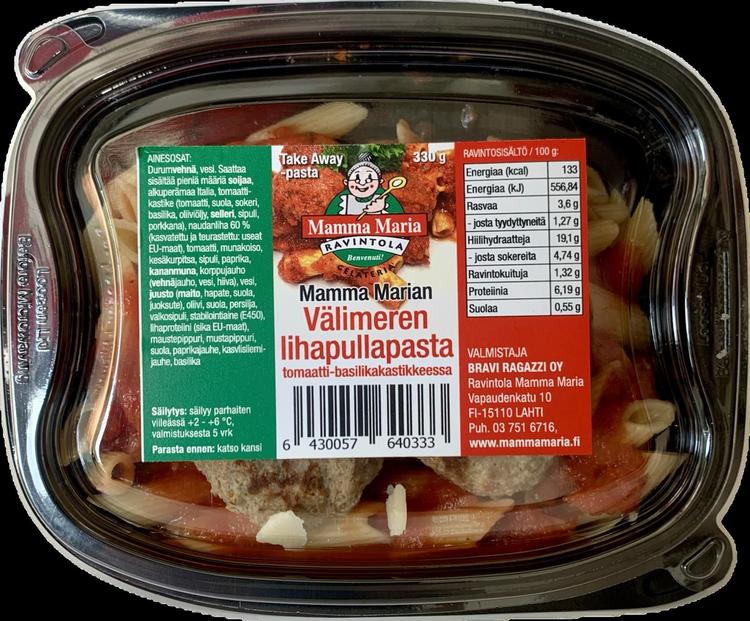 AINESOSAT:
Durumvehnä, vesi. Saattaa
sisältää pieniä määriä soijaa,
alkuperämaa Italia, tomaatti-
kastike (tomaatti, suola, sokeri,
basilika, oliiviöljy, selleri, sipuli,
porkkana), naudanliha 60 %
(kasvatettu ja teurastettu: useat
EU-maat), tomaatti, munakoiso,
kesäkurpitsa, sipuli, paprika,
kananmuna, korppujauho
(vehnäjauho, vesi, hiiva), vesi,
juusto (maito, hapate, suola,
juoksute), oliivi, suola, persilja,
valkosipuli, stabilointiaine (E450),
lihaproteiini (sika EU-maat),
maustepippuri, mustapippuri,
suola, paprikajauhe, kasvislisemi-
jauhe, basilika
Säilytys: säilyy parhaiten
viileässä +2 - +6 °C,
valmistuksesta 5 vrk
Parasta ennen: katso kansi
Take Away
-pasta
330 g
Mamma Maria
RAVINTOLA
Benvenuti!
GELATERIA
Mamma Marian
Välimeren
lihapullapasta
tomaatti-basilikakastikkeessa
6 430057 640333
RAVINTOSISÄLTÖ / 100 g:
Energiaa (kcal) 133
Energiaa (kJ) 556,84
Rasvaa 3,6 g
- josta tyydyttyneitä 1,27 g
Hiilihydraatteja 19,1 g
- josta sokereita 4,74 g
Ravintokuituja 1,32 g
Proteiinia 6,19 g
Suolaa 0,55 g
VALMISTAJA
BRAVI RAGAZZI OY
Ravintola Mamma Maria
Vapaudenkatu 10
FI-15110 LAHTI
Puh. 03 751 6716,
www.mammamaria.fi